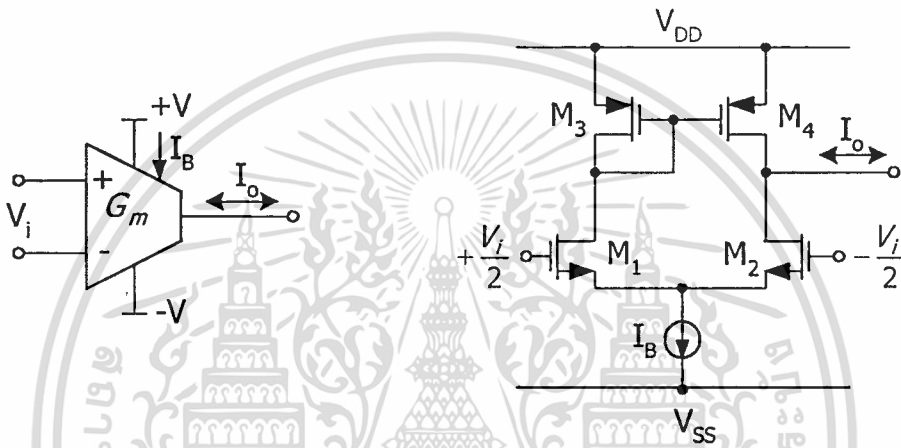 +V
I_B
+
G_m
V_i
-
I_o
-V
V_DD
M_3
M_4
I_o
+ V_i/2
M_1
M_2
- V_i/2
I_B
V_SS